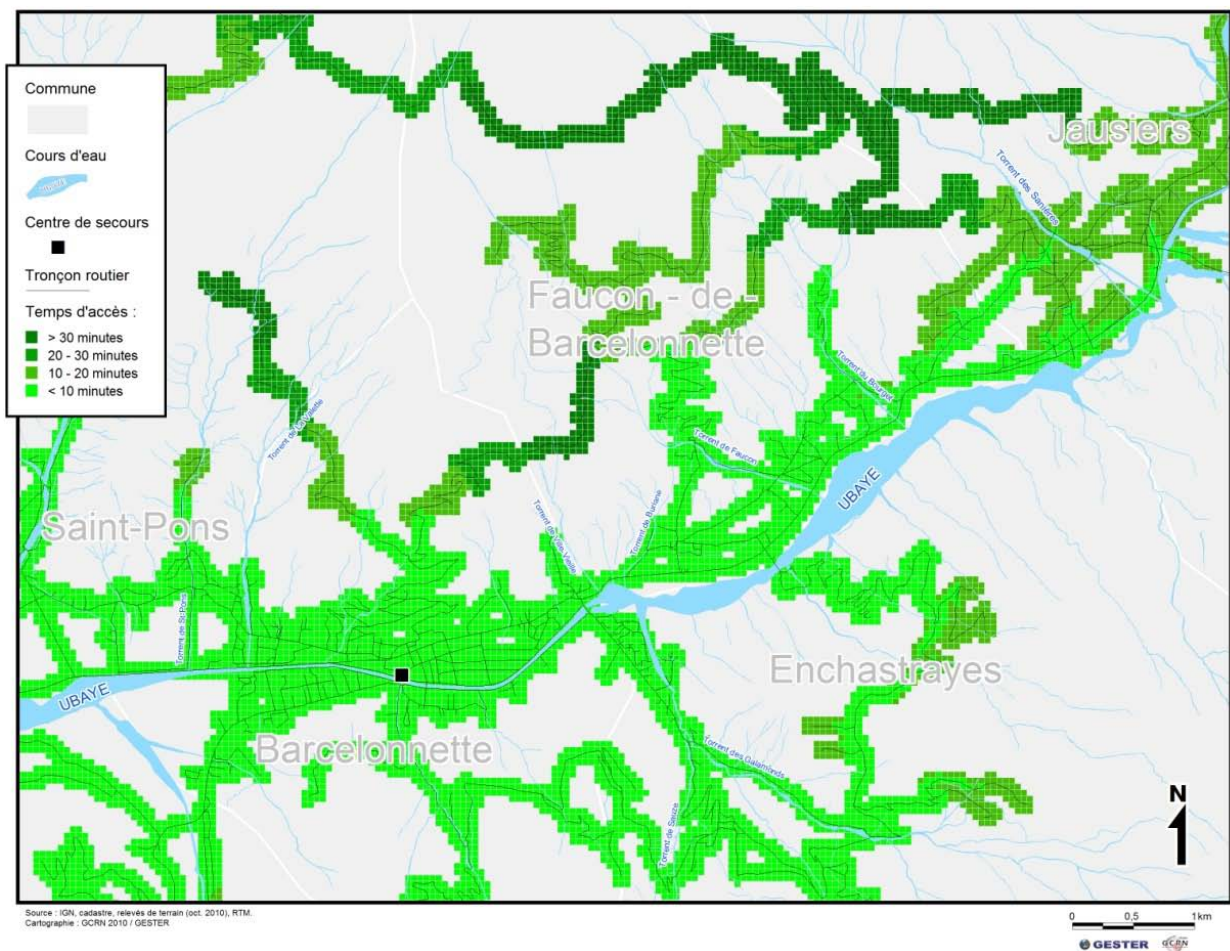 Commune
Cours d'eau
Centre de secours
Tronçon routier
Temps d'accès :
> 30 minutes
20 - 30 minutes
10 - 20 minutes
< 10 minutes
Jausiers
Torrent des Sanières
Faucon - de -
Barcelonnette
Torrent du Bourget
Torrent de La Valette
Torrent de Faucon
UBAYE
Saint-Pons
Torrent de Buriane
Torrent de St Pons
Enchastrayes
UBAYE
Barcelonnette
Torrent des Galamonds
N
Source : IGN, cadastre, relevés de terrain (oct. 2010), RTM.
Cartographie : GCRN 2010 / GESTER
0 0,5 1km
GESTER GCRN